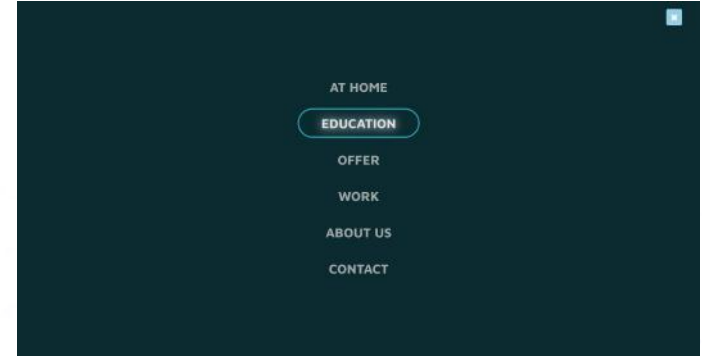 AT HOME
EDUCATION
OFFER
WORK
ABOUT US
CONTACT